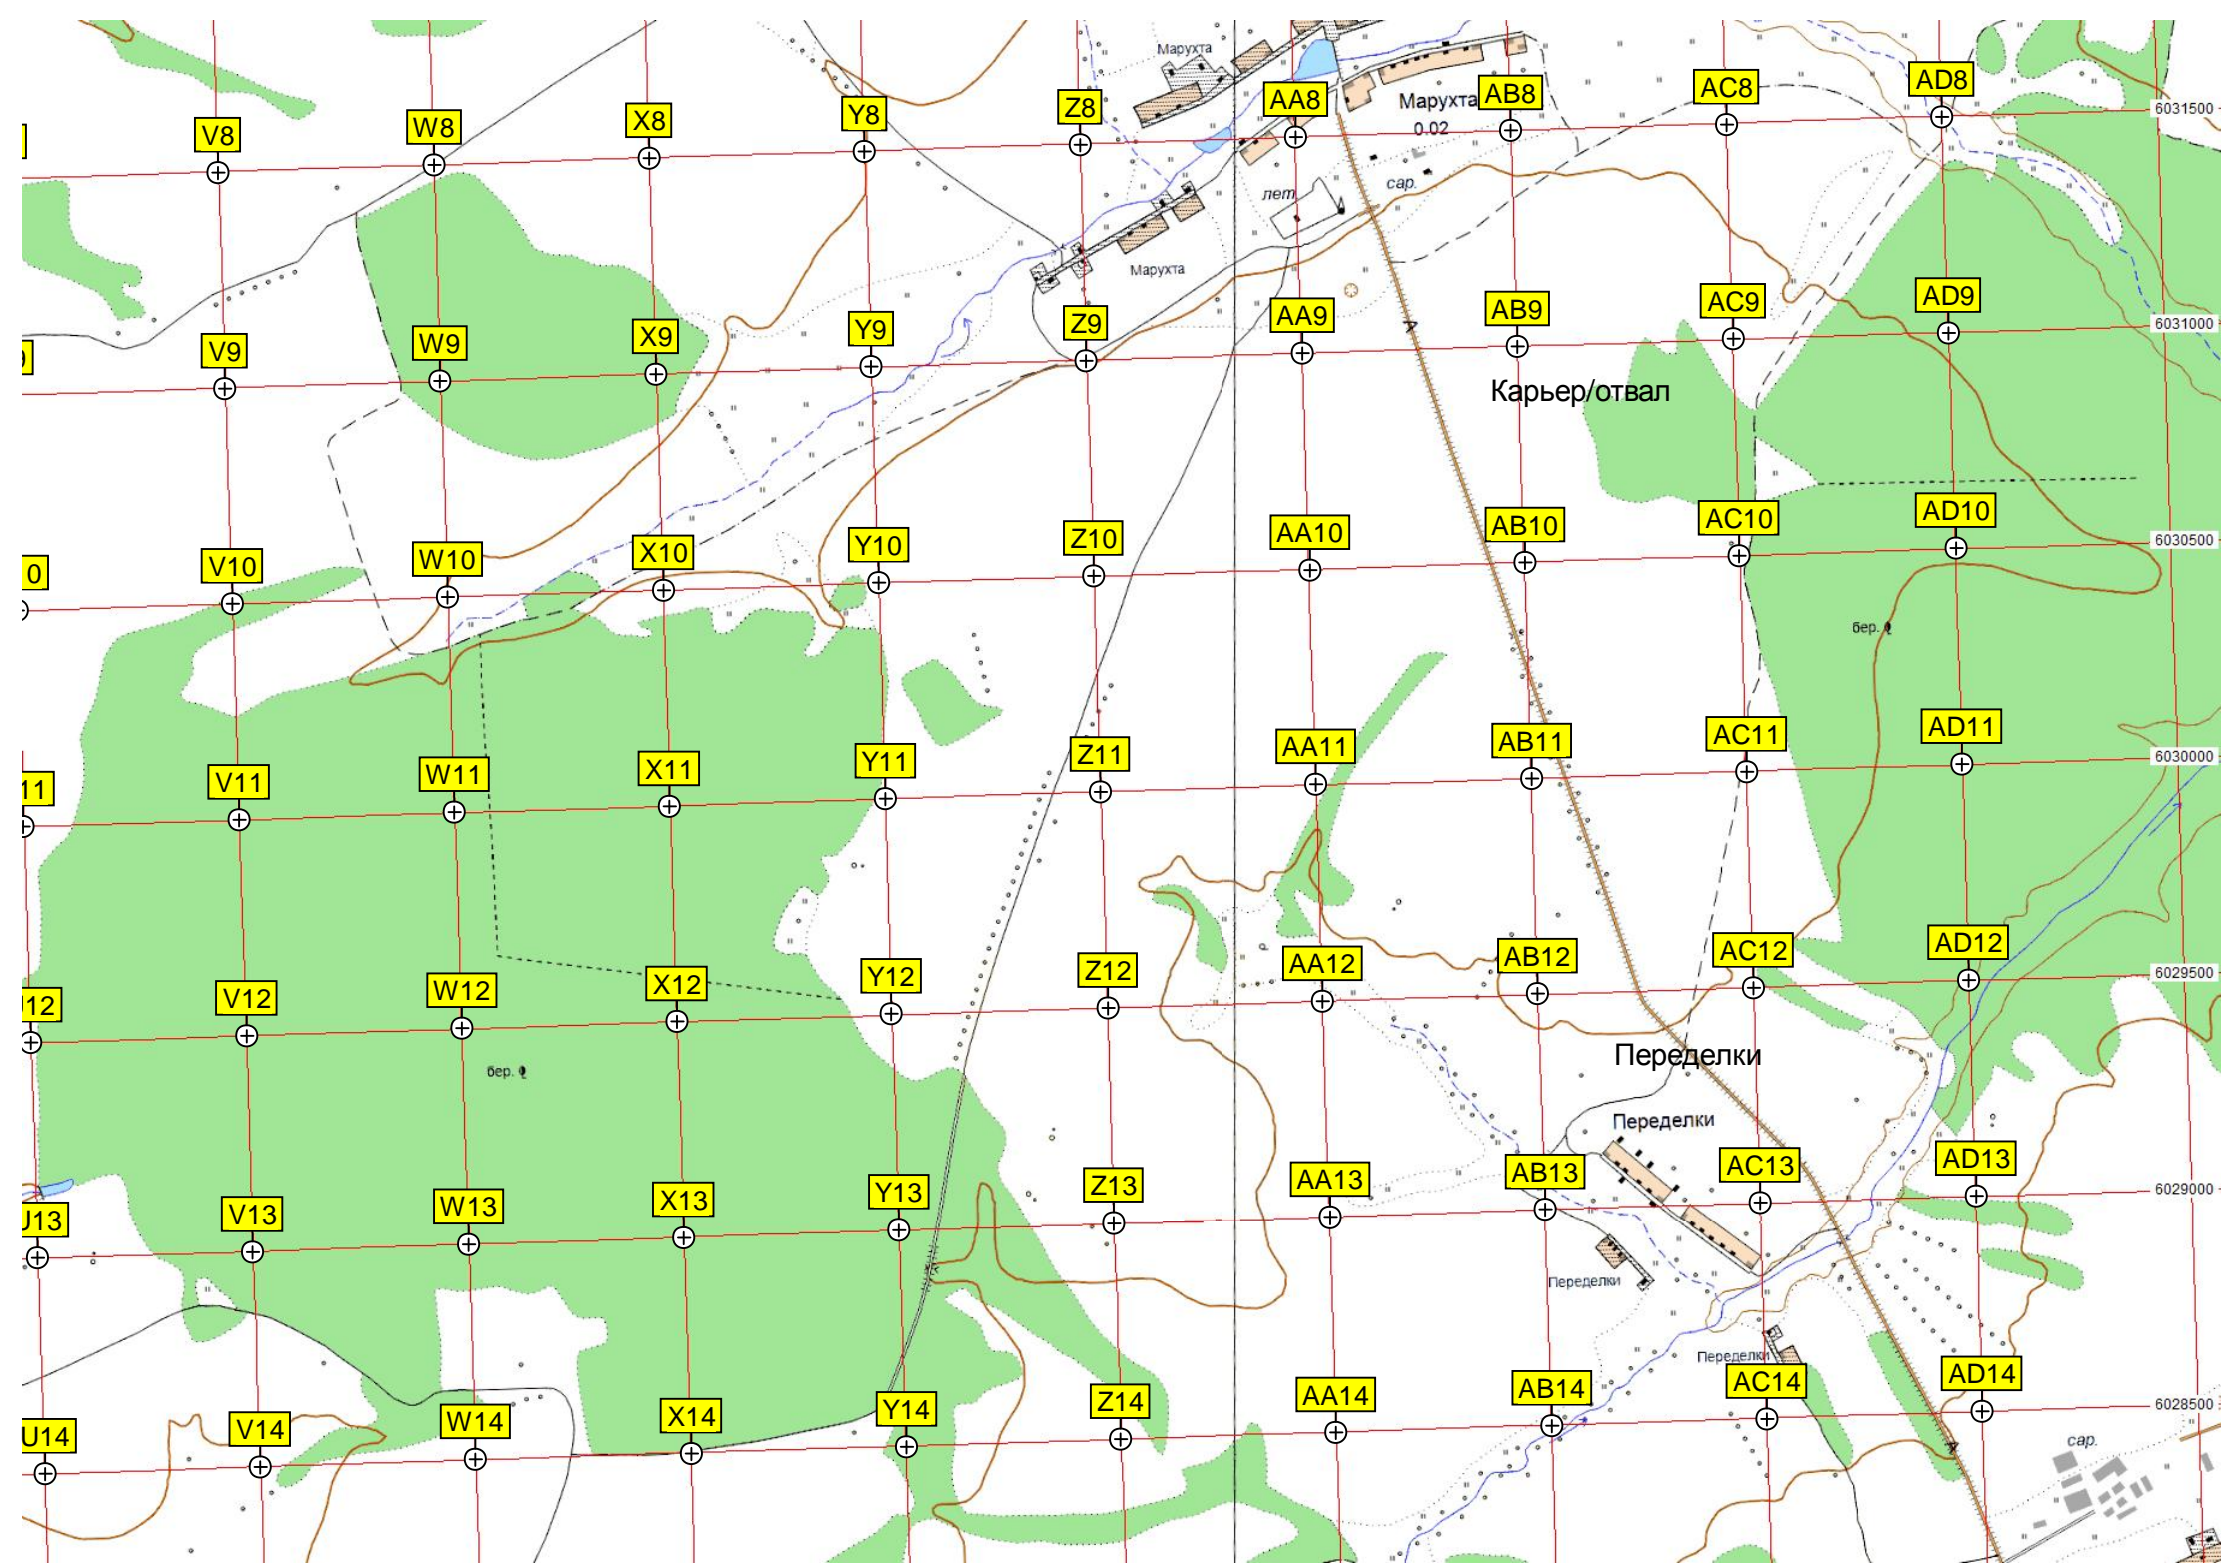 Марухта
V8 W8 X8 Y8 Z8 AA8 Марухта AB8 AC8 AD8
0.02
6031500
лет. сар.
Марухта
V9 W9 X9 Y9 Z9 AA9 AB9 AC9 AD9
6031000
Карьер/отвал
0 V10 W10 X10 Y10 Z10 AA10 AB10 AC10 AD10
6030500
бер.
11 V11 W11 X11 Y11 Z11 AA11 AB11 AC11 AD11
6030000
12 V12 W12 X12 Y12 Z12 AA12 AB12 AC12 AD12
6029500
бер.
Переделки
Переделки
U13 V13 W13 X13 Y13 Z13 AA13 AB13 AC13 AD13
6029000
Переделки
Переделки
U14 V14 W14 X14 Y14 Z14 AA14 AB14 AC14 AD14
6028500
сар.